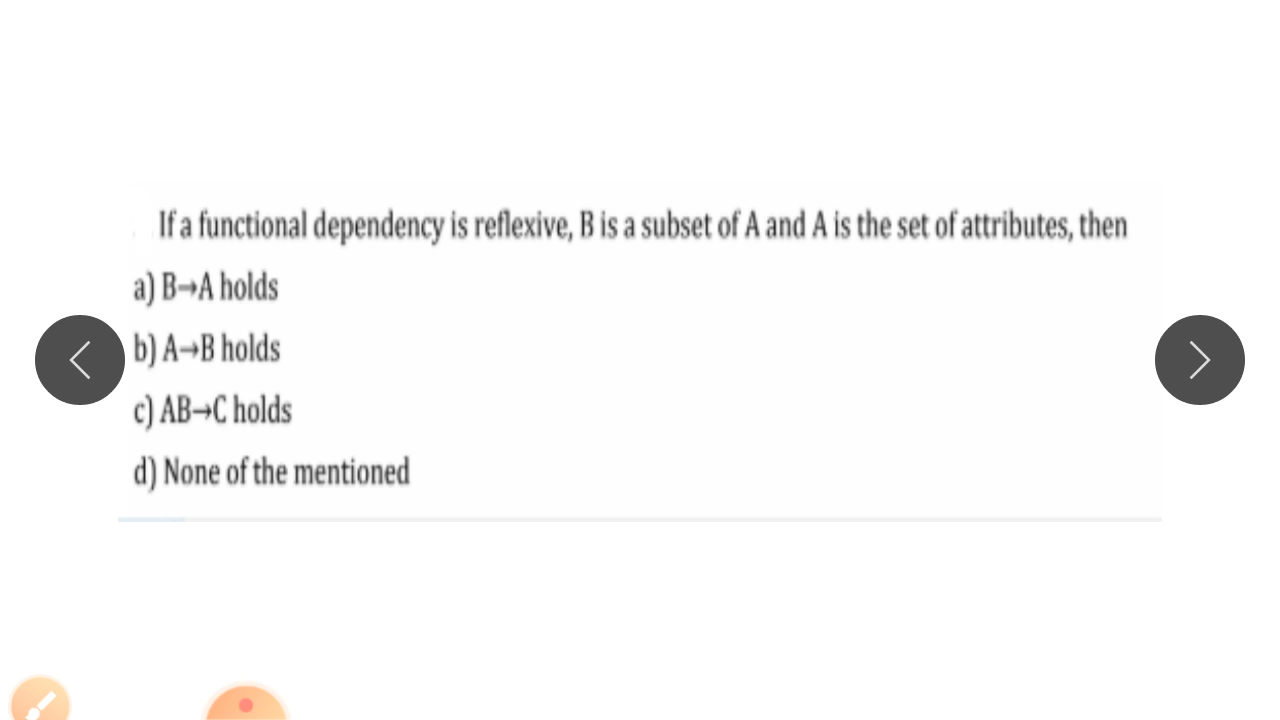 If a functional dependency is reflexive, B is a subset of A and A is the set of attributes, then
a) B→A holds
b) A→B holds
c) AB→C holds
d) None of the mentioned